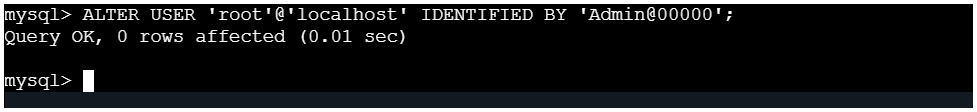 mysql> ALTER USER 'root'@'localhost' IDENTIFIED BY 'Admin@00000';
Query OK, 0 rows affected (0.01 sec)
mysql>